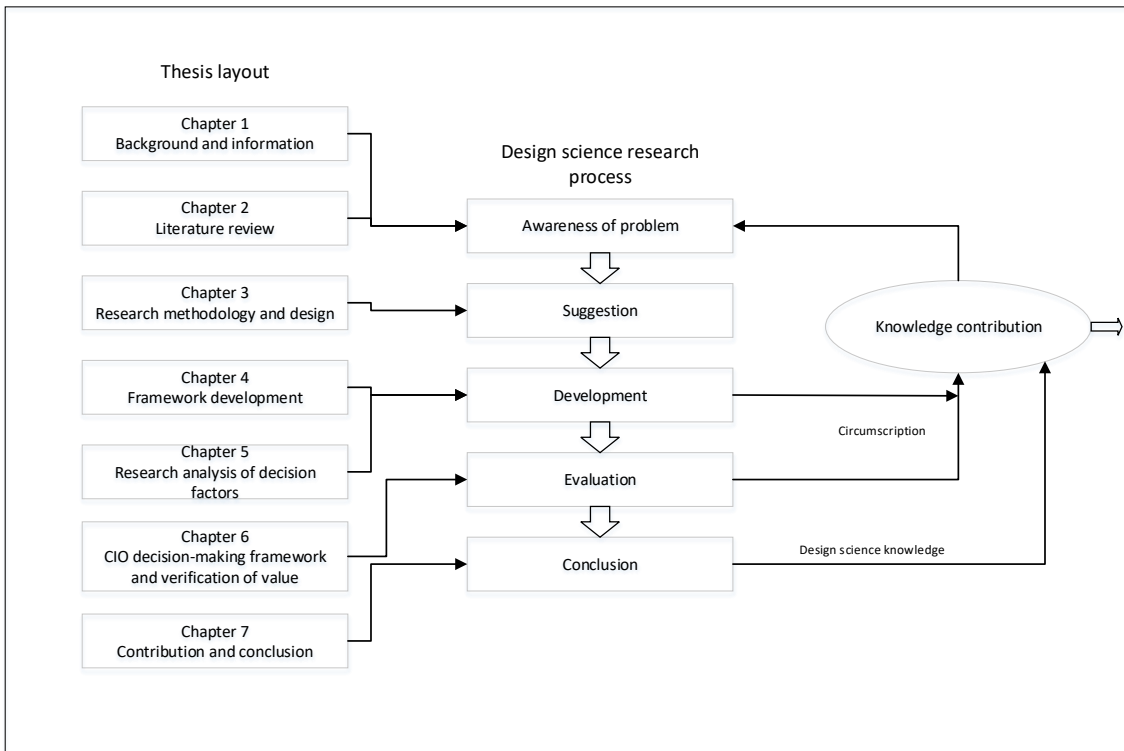 Thesis layout
Chapter 1
Background and information
Chapter 2
Literature review
Chapter 3
Research methodology and design
Chapter 4
Framework development
Chapter 5
Research analysis of decision
factors
Chapter 6
CIO decision-making framework
and verification of value
Chapter 7
Contribution and conclusion
Design science research
process
Awareness of problem
Suggestion
Development
Evaluation
Conclusion
Knowledge contribution
Circumscription
Design science knowledge